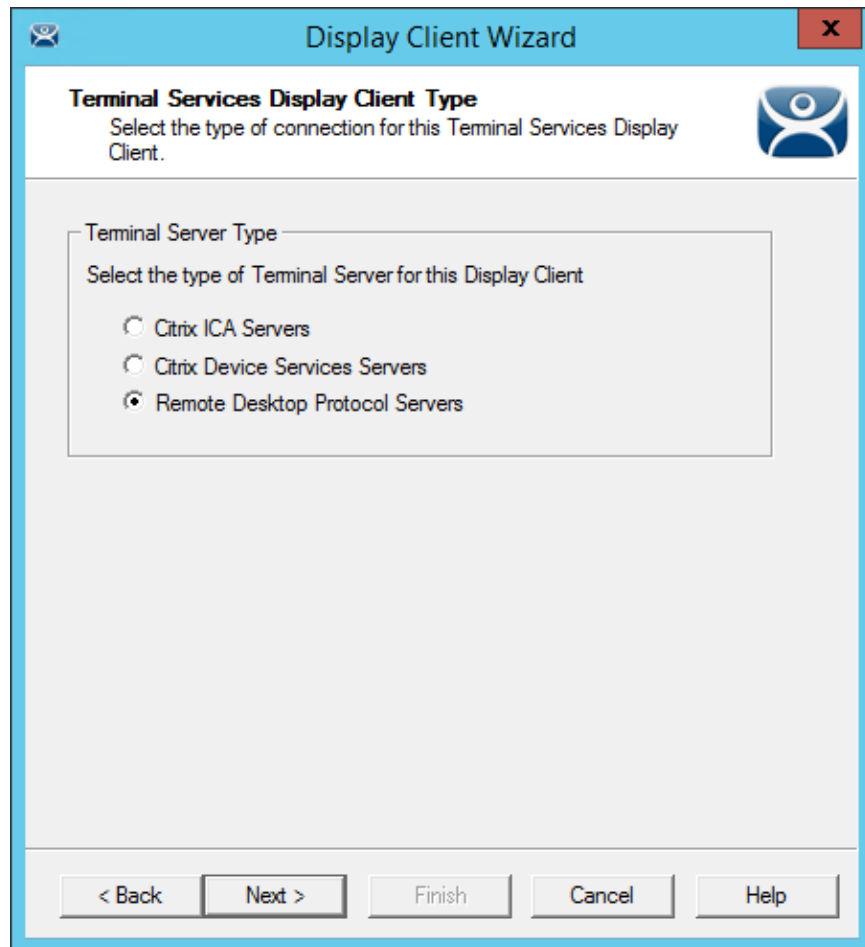 Display Client Wizard
x
Terminal Services Display Client Type
Select the type of connection for this Terminal Services Display
Client.
Terminal Server Type
Select the type of Terminal Server for this Display Client
Citrix ICA Servers
Citrix Device Services Servers
Remote Desktop Protocol Servers
< Back Next > Finish Cancel Help